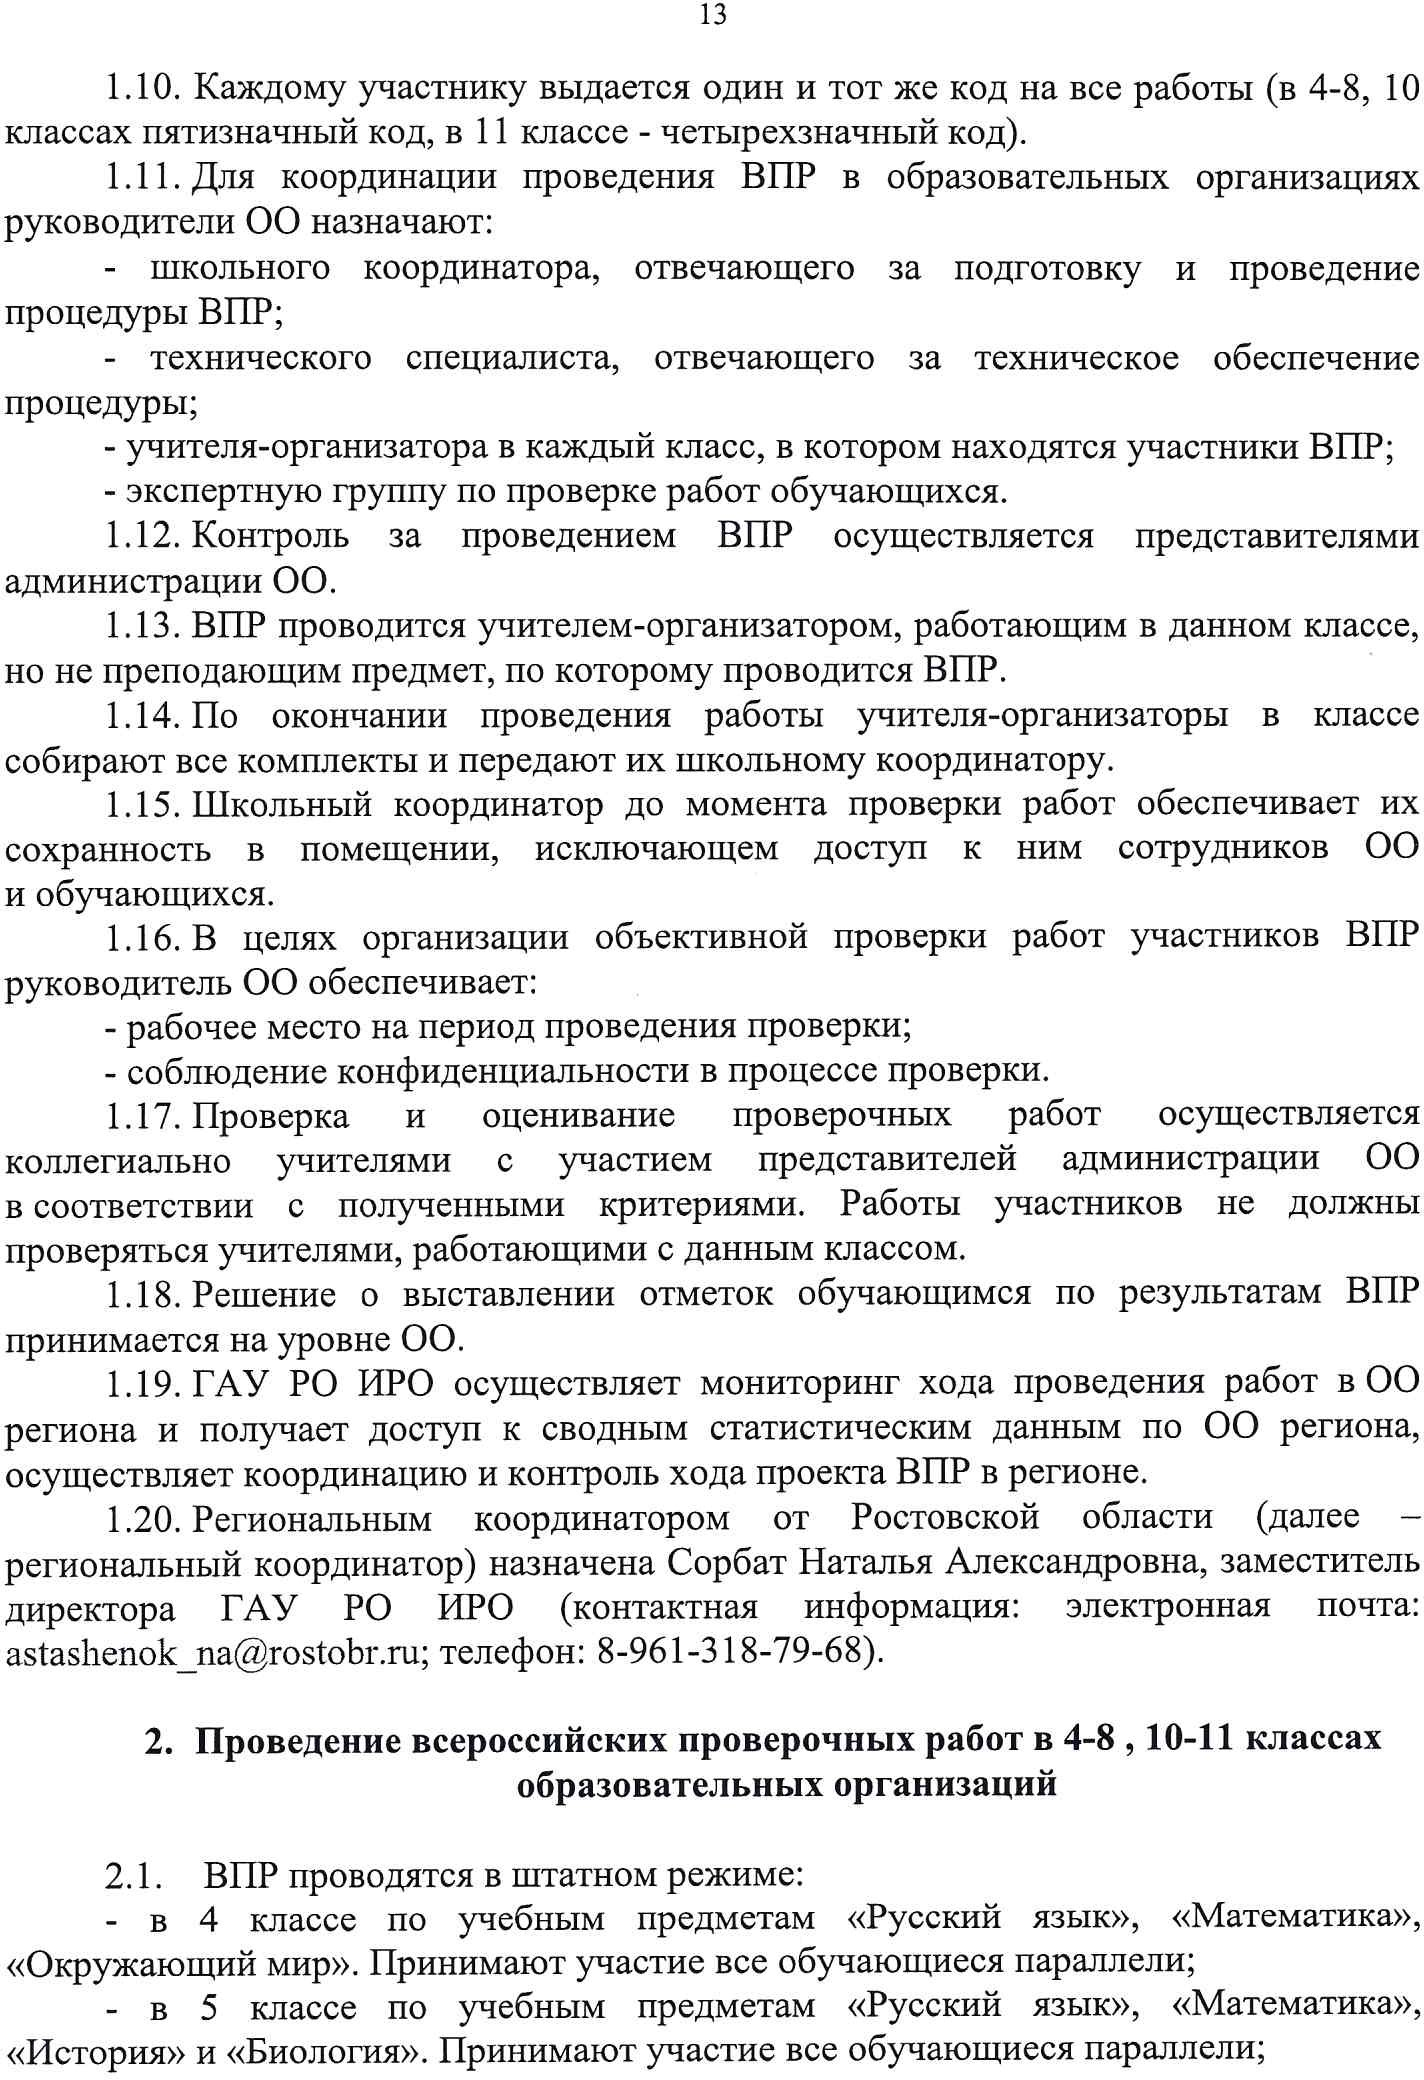 13
1.10. Каждому участнику выдается один и тот же код на все работы (в 4-8, 10
классах пятизначный код, в 11 классе - четырехзначный код).
1.11. Для координации проведения ВПР в образовательных организациях
руководители ОО назначают:
- школьного координатора, отвечающего за подготовку и проведение
процедуры ВПР;
- технического специалиста, отвечающего за техническое обеспечение
процедуры;
- учителя-организатора в каждый класс, в котором находятся участники ВПР;
- экспертную группу по проверке работ обучающихся.
1.12. Контроль за проведением ВПР осуществляется представителями
администрации ОО.
1.13. ВПР проводится учителем-организатором, работающим в данном классе,
но не преподающим предмет, по которому проводится ВПР.
1.14. По окончании проведения работы учителя-организаторы в классе
собирают все комплекты и передают их школьному координатору.
1.15. Школьный координатор до момента проверки работ обеспечивает их
сохранность в помещении, исключающем доступ к ним сотрудников ОО
и обучающихся.
1.16. В целях организации объективной проверки работ участников ВПР
руководитель ОО обеспечивает:
- рабочее место на период проведения проверки;
- соблюдение конфиденциальности в процессе проверки.
1.17. Проверка и оценивание проверочных работ осуществляется
коллегиально учителями с участием представителей администрации ОО
в соответствии с полученными критериями. Работы участников не должны
проверяться учителями, работающими с данным классом.
1.18. Решение о выставлении отметок обучающимся по результатам ВПР
принимается на уровне ОО.
1.19. ГАУ РО ИРО осуществляет мониторинг хода проведения работ в ОО
региона и получает доступ к сводным статистическим данным по ОО региона,
осуществляет координацию и контроль хода проекта ВПР в регионе.
1.20. Региональным координатором от Ростовской области (далее –
региональный координатор) назначена Сорбат Наталья Александровна, заместитель
директора ГАУ РО ИРО (контактная информация: электронная почта:
astashenok_na@rostobr.ru; телефон: 8-961-318-79-68).
2. Проведение всероссийских проверочных работ в 4-8 , 10-11 классах
образовательных организаций
2.1. ВПР проводятся в штатном режиме:
- в 4 классе по учебным предметам «Русский язык», «Математика»,
«Окружающий мир». Принимают участие все обучающиеся параллели;
- в 5 классе по учебным предметам «Русский язык», «Математика»,
«История» и «Биология». Принимают участие все обучающиеся параллели;